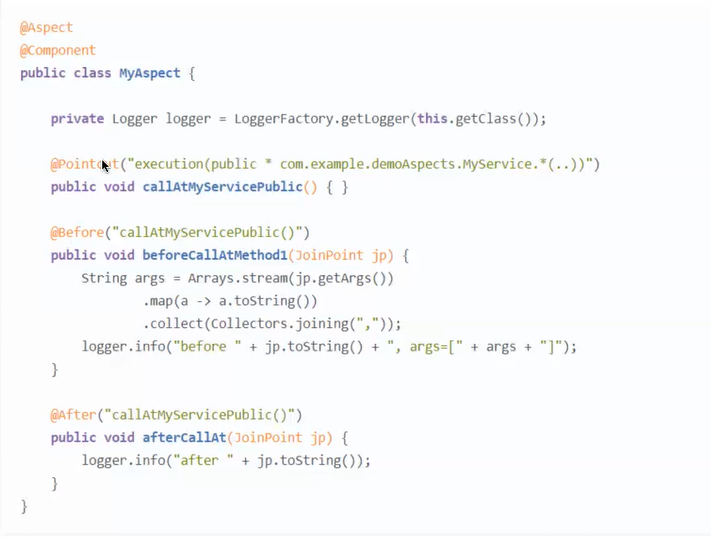 @Aspect
@Component
public class MyAspect {
private Logger logger = LoggerFactory.getLogger(this.getClass());
@Pointcut("execution(public * com.example.demoAspects.MyService.*(..))")
public void callAtMyServicePublic() { }
@Before("callAtMyServicePublic()")
public void beforeCallAtMethod1(JoinPoint jp) {
String args = Arrays.stream(jp.getArgs())
.map(a -> a.toString())
.collect(Collectors.joining(","));
logger.info("before " + jp.toString() + ", args=[" + args + "]");
}
@After("callAtMyServicePublic()")
public void afterCallAt(JoinPoint jp) {
logger.info("after " + jp.toString());
}
}